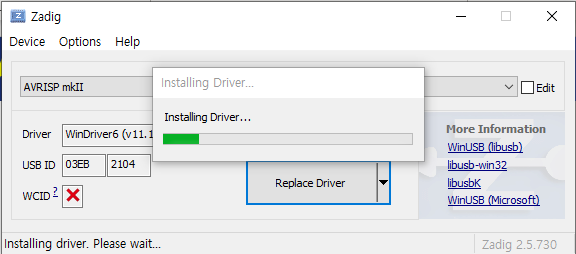 Zadig
Device Options Help
AVRISP mkII
Edit
Installing Driver...
Installing Driver...
Driver WinDriver6 (v11.1
USB ID 03EB 2104
WCID ?
Replace Driver
More Information
WinUSB (libusb)
libusb-win32
libusbK
WinUSB (Microsoft)
Installing driver. Please wait... Zadig 2.5.730